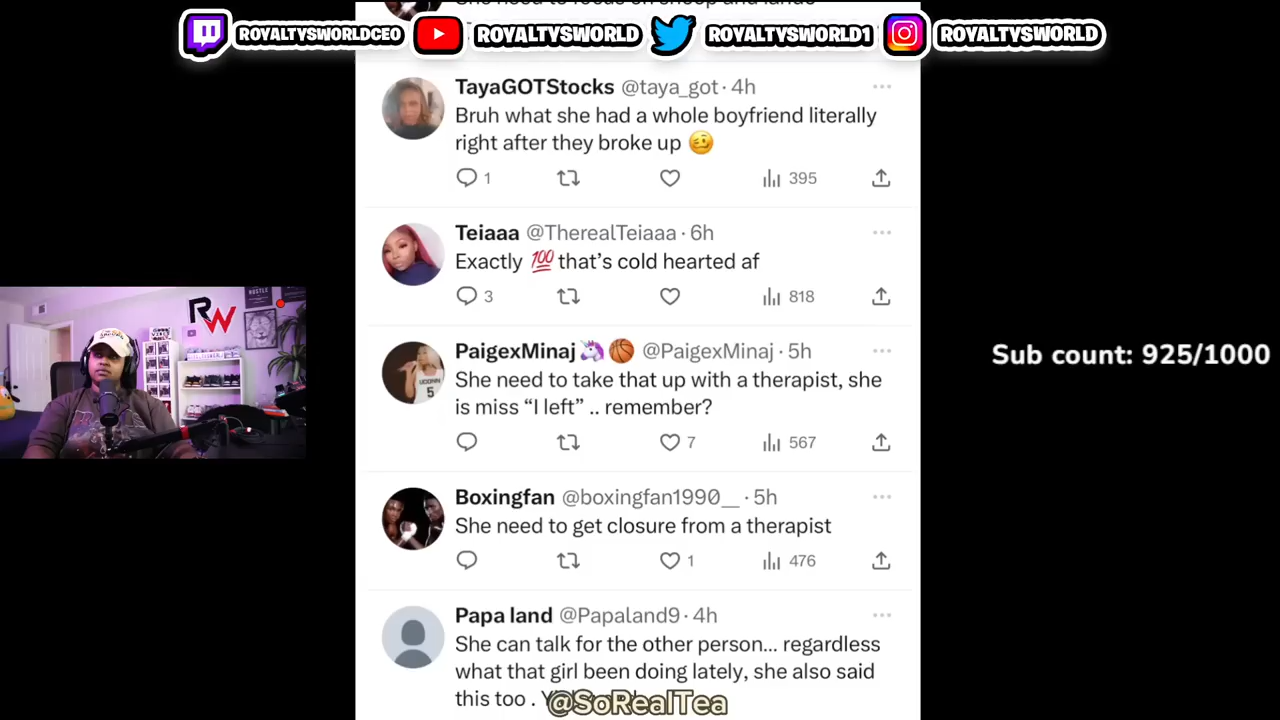 ROYALTYSWORLDCEO
ROYALTYSWORLD
ROYALTYSWORLD1
ROYALTYSWORLD
TayaGOTStocks @taya_got · 4h
Bruh what she had a whole boyfriend literally
right after they broke up 🥴
1
395
Teiaaa @TherealTeiaaa · 6h
Exactly 💯 that’s cold hearted af
3
818
PaigexMinaj🦄🏀 @PaigexMinaj · 5h
She need to take that up with a therapist, she
is miss “I left” .. remember?
7
567
Boxingfan @boxingfan1990__ · 5h
She need to get closure from a therapist
1
476
Papa land @Papaland9 · 4h
She can talk for the other person... regardless
what that girl been doing lately, she also said
this too .
@SoRealTea
RW
UCONN
5
Sub count: 925/1000